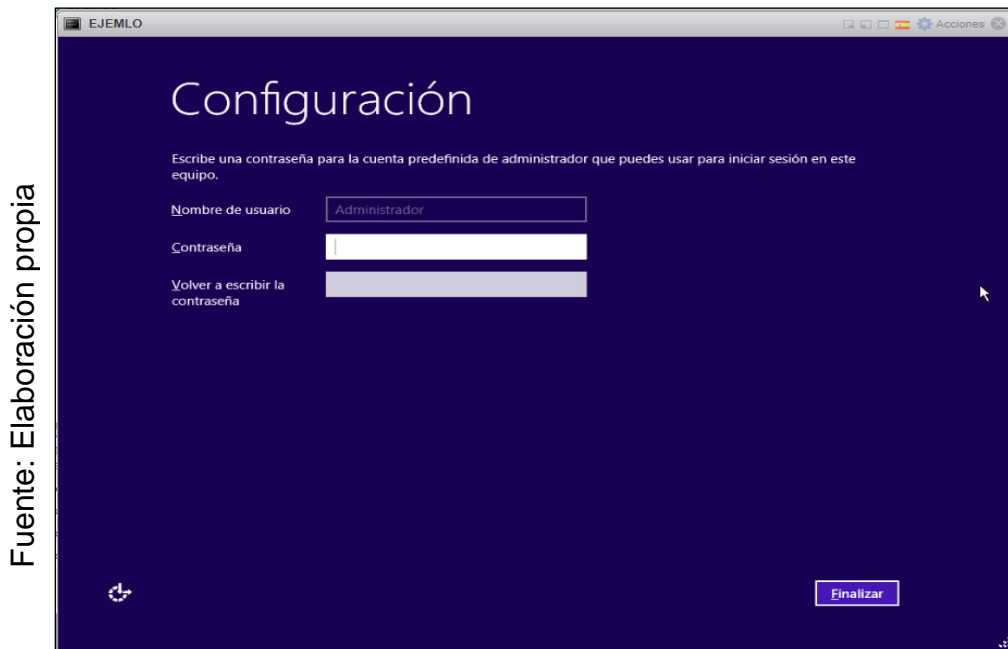 EJEMLO
Acciones
Configuración
Escribe una contraseña para la cuenta predefinida de administrador que puedes usar para iniciar sesión en este
equipo.
Nombre de usuario
Administrador
Contraseña
Volver a escribir la
contraseña
Finalizar
Fuente: Elaboración propia